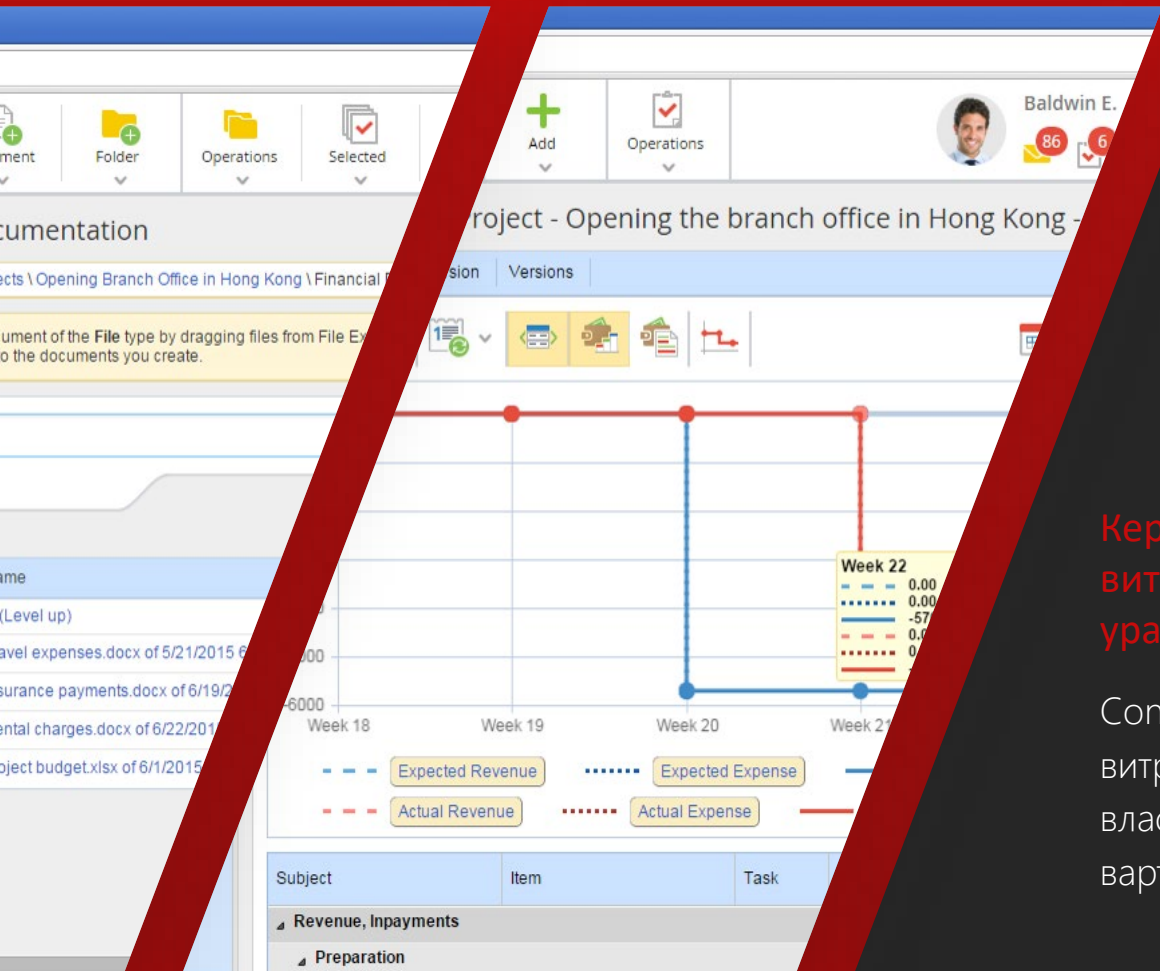 ment
Folder
Operations
Selected
cumentation
ects \ Opening Branch Office in Hong Kong \ Financial
ument of the File type by dragging files from File Ex
o the documents you create.
ame
(Level up)
avel expenses.docx of 5/21/2015 6
surance payments.docx of 6/19/2
ental charges.docx of 6/22/201
oject budget.xlsx of 6/1/2015
Add
Operations
Baldwin E.
86
6
roject - Opening the branch office in Hong Kong -
sion Versions
Week 22
0.00
0.00
-57
0.0
0.
-6000
Week 18 Week 19 Week 20 Week 21
Expected Revenue Expected Expense
Actual Revenue Actual Expense
Subject Item Task
Revenue, Inpayments
Preparation
Кер
вит
ура
Com
витр
влас
варт